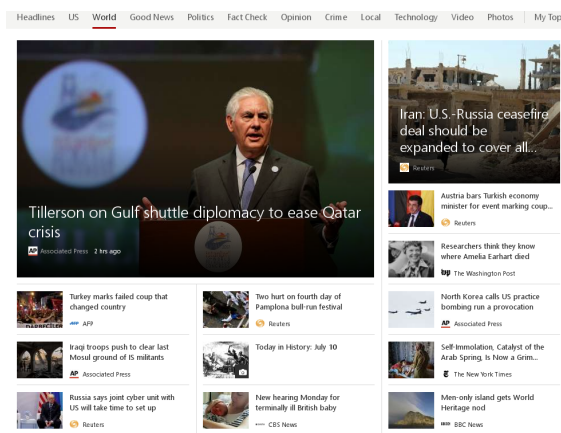 Headlines US World Good News Politics Fact Check Opinion Crime Local Technology Video Photos My Top
Tillerson on Gulf shuttle diplomacy to ease Qatar
crisis
AP Associated Press 2 hrs ago
Iran: U.S.-Russia ceasefire
deal should be
expanded to cover all...
Reuters
Austria bars Turkish economy
minister for event marking coup...
Reuters
Researchers think they know
where Amelia Earhart died
wp The Washington Post
Turkey marks failed coup that
changed country
AFP AFP
Two hurt on fourth day of
Pamplona bull-run festival
Reuters
North Korea calls US practice
bombing run a provocation
AP Associated Press
Iraqi troops push to clear last
Mosul ground of IS militants
AP Associated Press
Today in History: July 10
Self-Immolation, Catalyst of the
Arab Spring, Is Now a Grim...
The New York Times
Russia says joint cyber unit with
US will take time to set up
Reuters
New hearing Monday for
terminally ill British baby
CBS News
Men-only island gets World
Heritage nod
BBC News